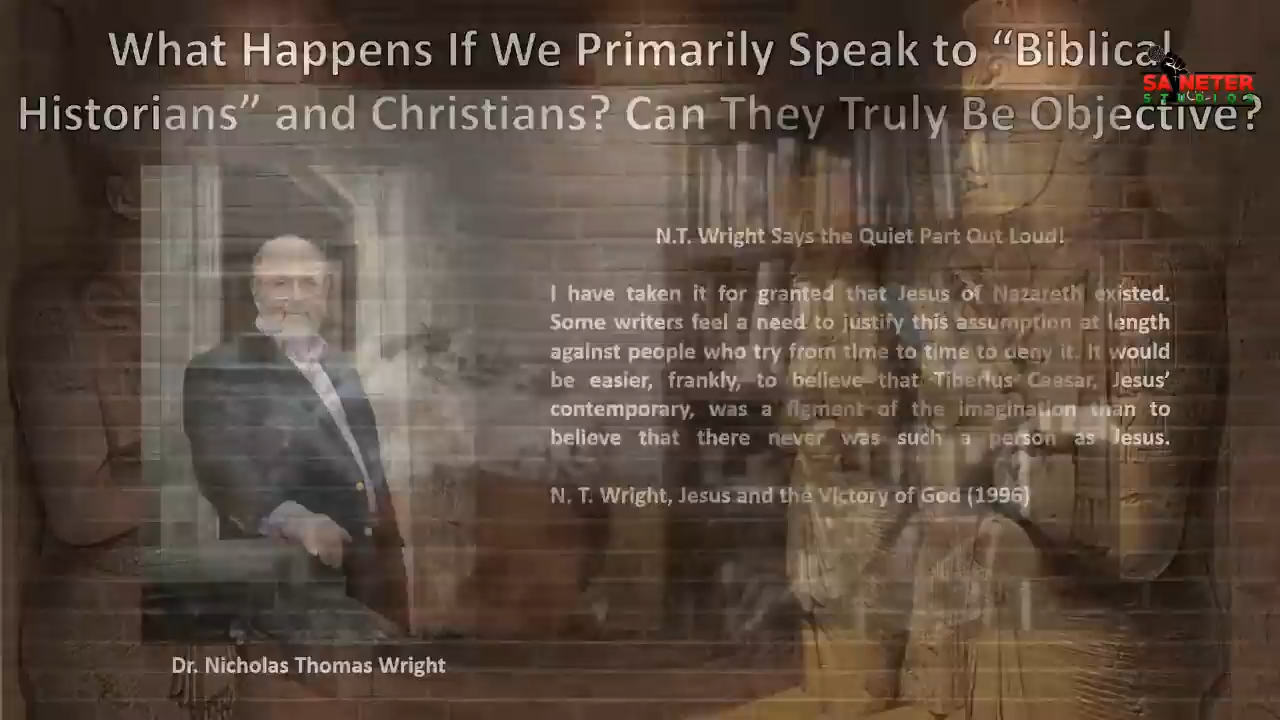 What Happens If We Primarily Speak to “Biblical
Historians” and Christians? Can They Truly Be Objective?
SA NETER
STUDIOS
N.T. Wright Says the Quiet Part Out Loud!
I have taken it for granted that Jesus of Nazareth existed.
Some writers feel a need to justify this assumption at length
against people who try from time to time to deny it. It would
be easier, frankly, to believe that Tiberius Caesar, Jesus’
contemporary, was a figment of the imagination than to
believe that there never was such a person as Jesus.
N. T. Wright, Jesus and the Victory of God (1996)
Dr. Nicholas Thomas Wright